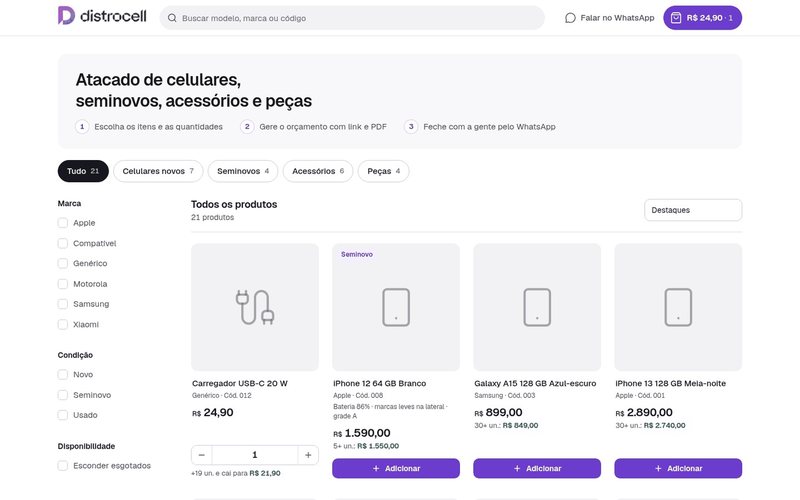 distrocell
Buscar modelo, marca ou código
Falar no WhatsApp
R$ 24,90 · 1
Atacado de celulares,
seminovos, acessórios e peças
1 Escolha os itens e as quantidades
2 Gere o orçamento com link e PDF
3 Feche com a gente pelo WhatsApp
Tudo 21
Celulares novos 7
Seminovos 4
Acessórios 6
Peças 4
Marca
Apple
Compatível
Genérico
Motorola
Samsung
Xiaomi
Condição
Novo
Seminovo
Usado
Disponibilidade
Esconder esgotados
Todos os produtos
21 produtos
Destaques
Carregador USB-C 20 W
Genérico · Cód. 012
R$ 24,90
− 1 +
+19 un. e cai para R$ 21,90
Seminovo
iPhone 12 64 GB Branco
Apple · Cód. 008
Bateria 86% · marcas leves na lateral ·
grade A
R$ 1.590,00
5+ un.: R$ 1.550,00
+ Adicionar
Galaxy A15 128 GB Azul-escuro
Samsung · Cód. 003
R$ 899,00
30+ un.: R$ 849,00
+ Adicionar
iPhone 13 128 GB Meia-noite
Apple · Cód. 001
R$ 2.890,00
30+ un.: R$ 2.740,00
+ Adicionar